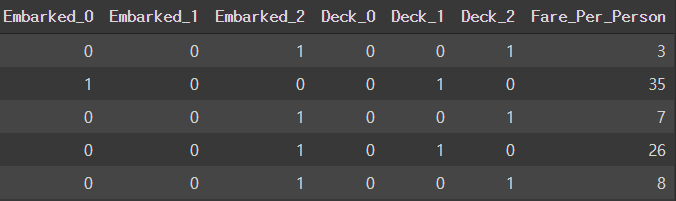 Embarked_0 Embarked_1 Embarked_2 Deck_0 Deck_1 Deck_2 Fare_Per_Person
0 0 1 0 0 1 3
1 0 0 0 1 0 35
0 0 1 0 0 1 7
0 0 1 0 1 0 26
0 0 1 0 0 1 8